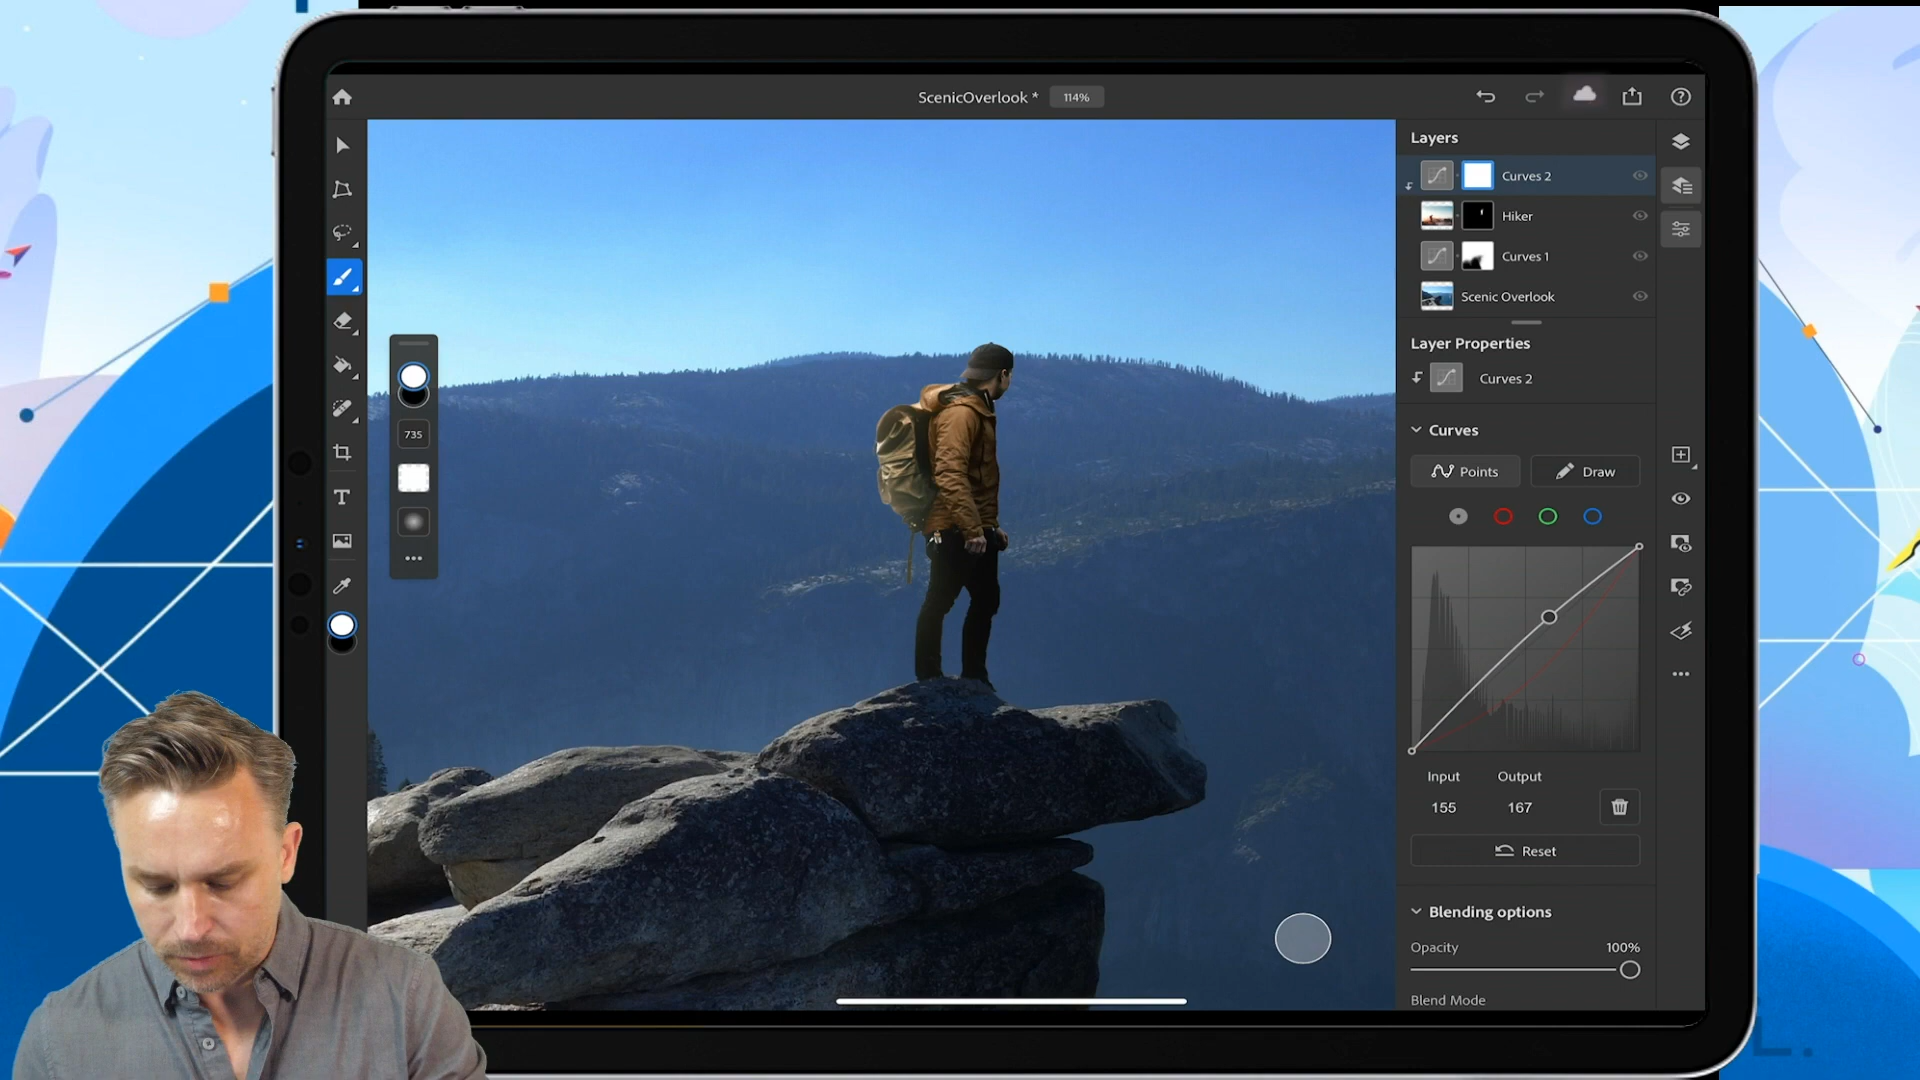 ScenicOverlook * 114%
Layers
Curves 2
Hiker
Curves 1
Scenic Overlook
Layer Properties
Curves 2
Curves
Points Draw
735
T
Input Output
155 167
Reset
Blending options
Opacity 100%
Blend Mode
L.